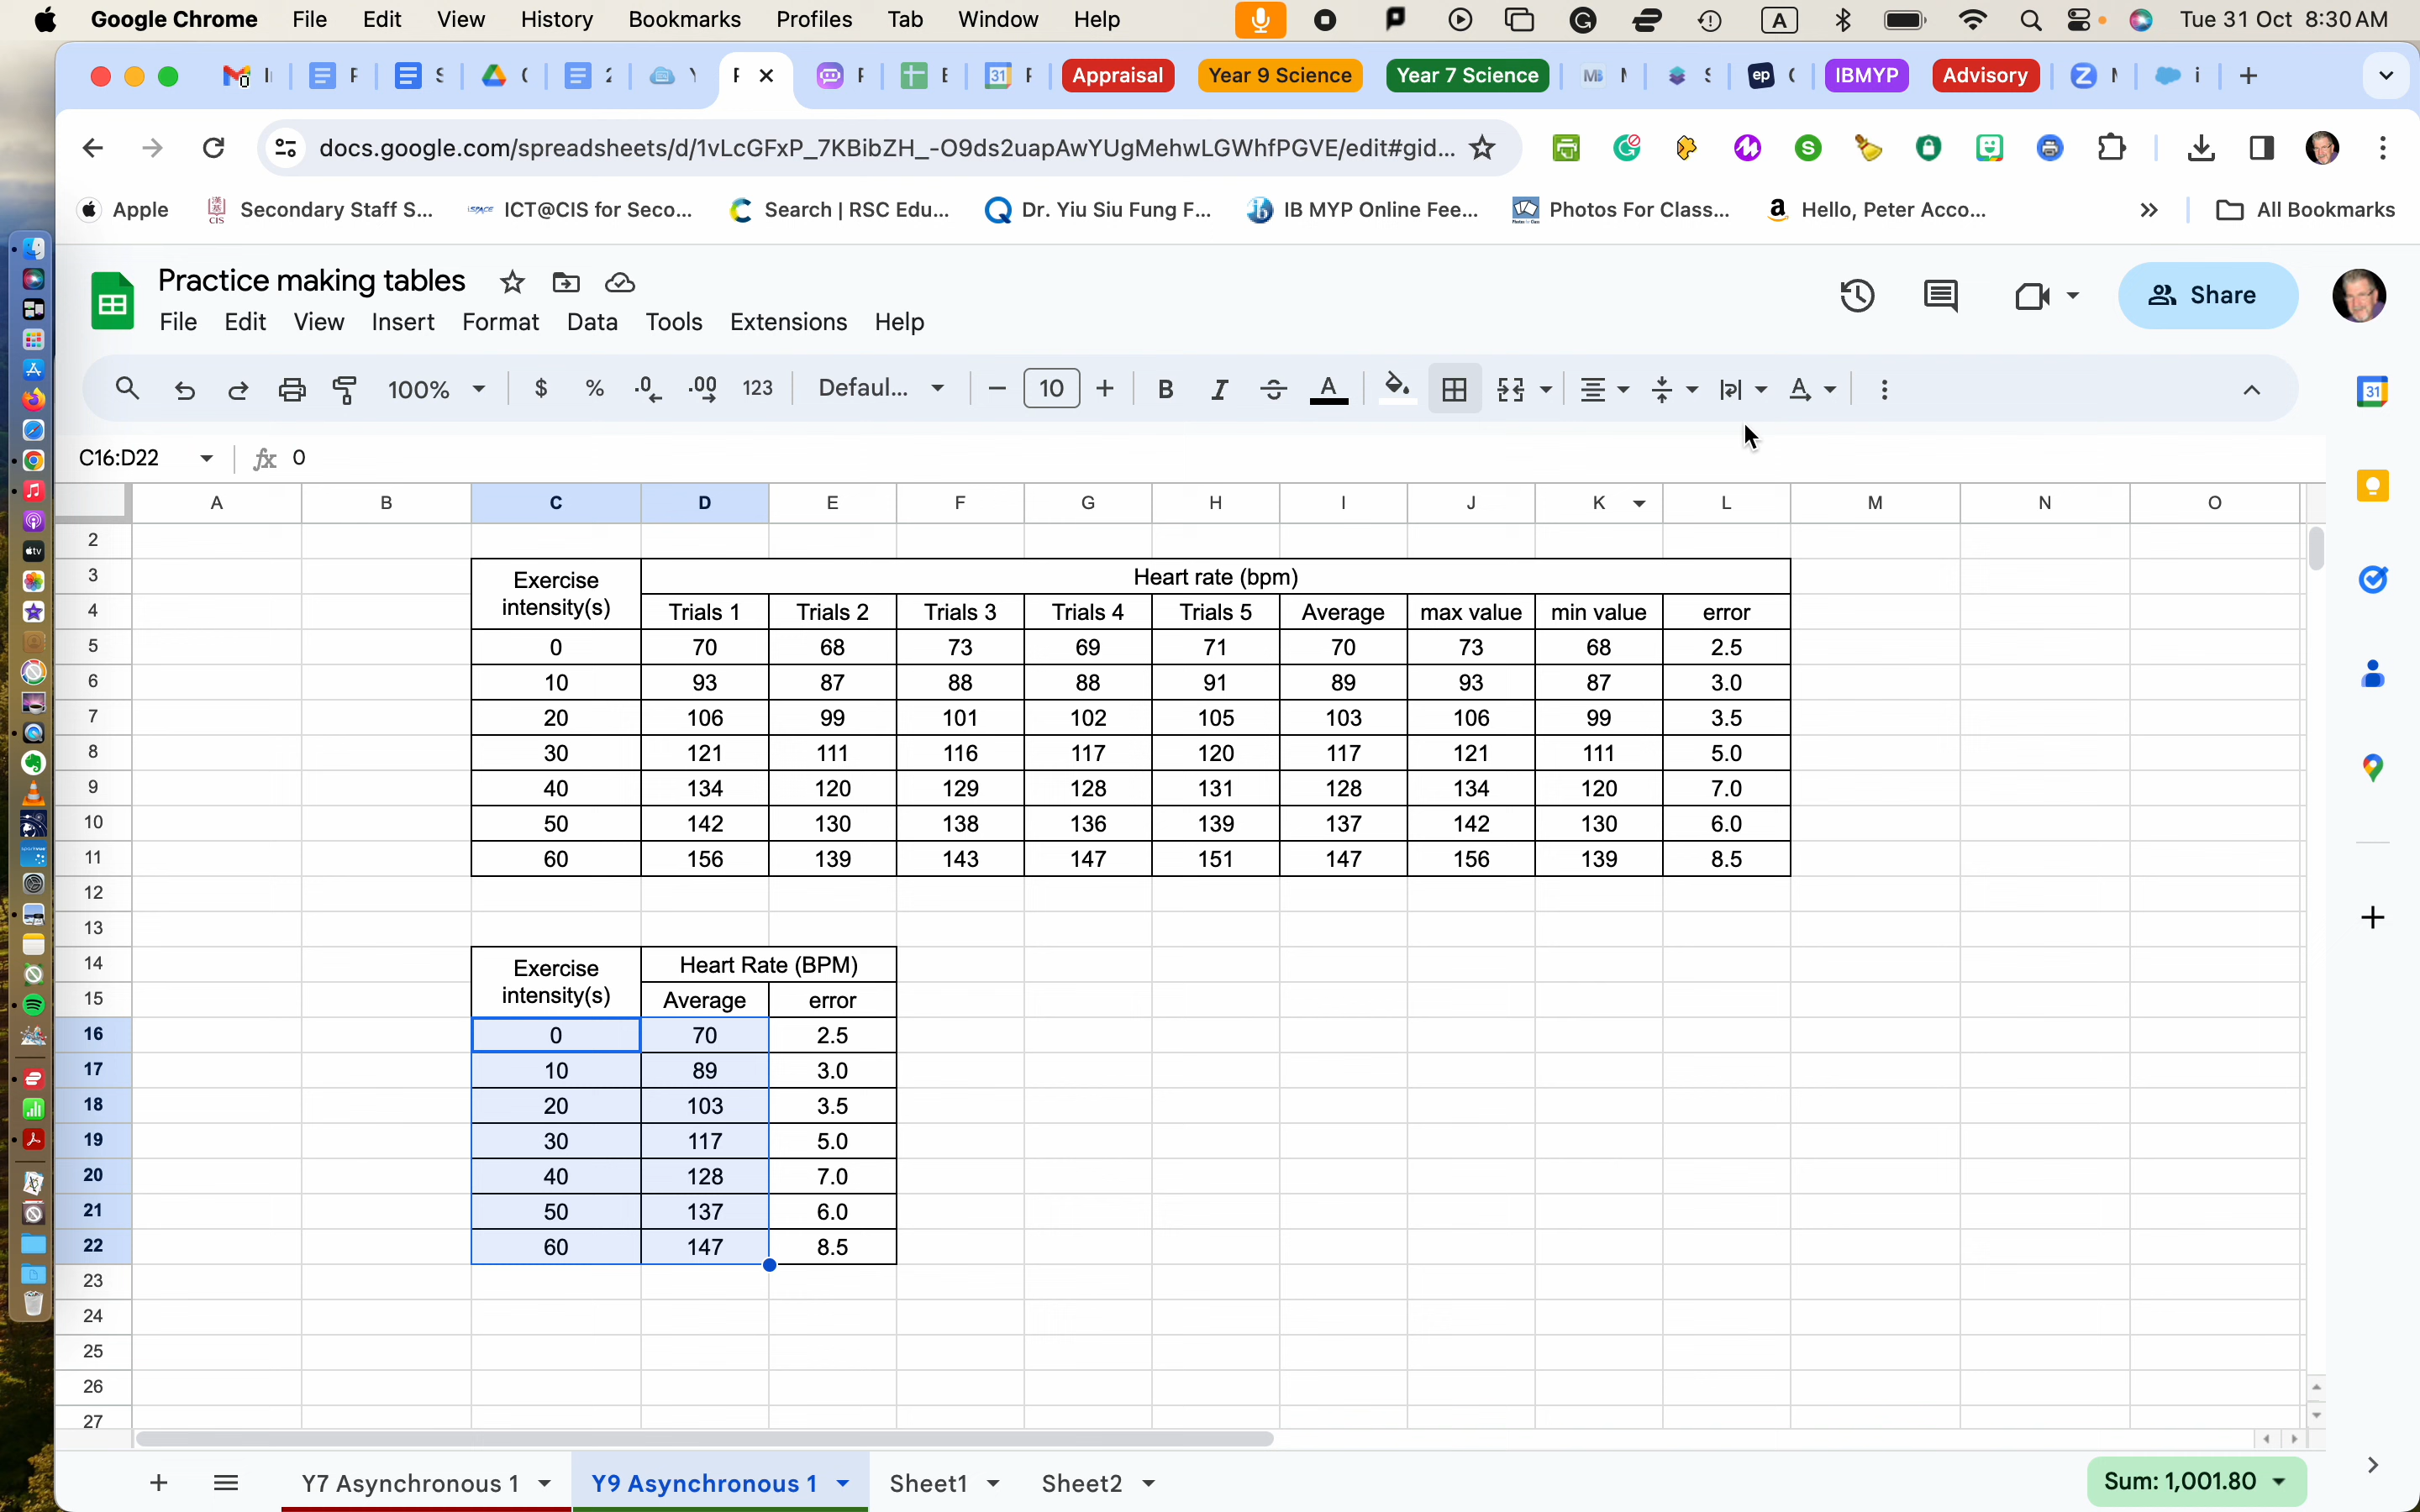 Google Chrome File Edit View History Bookmarks Profiles Tab Window Help A Tue 31 Oct 8:30 AM
Appraisal Year 9 Science Year 7 Science IBMYP Advisory
docs.google.com/spreadsheets/d/1vLcGFxP_7KBibZH_-O9ds2uapAwYUgMehwLGWhfPGVE/edit#gid...
Apple Secondary Staff S... ICT@CIS for Seco... Search | RSC Edu... Dr. Yiu Siu Fung F... IB MYP Online Fee... Photos For Class... Hello, Peter Acco... All Bookmarks
Practice making tables
File Edit View Insert Format Data Tools Extensions Help
Share
100% $ % .0 .00 123 Defaul... 10 B I A
C16:D22 fx 0
A B C D E F G H I J K L M N O
2
3 Exercise intensity(s) Heart rate (bpm)
4 Trials 1 Trials 2 Trials 3 Trials 4 Trials 5 Average max value min value error
5 0 70 68 73 69 71 70 73 68 2.5
6 10 93 87 88 88 91 89 93 87 3.0
7 20 106 99 101 102 105 103 106 99 3.5
8 30 121 111 116 117 120 117 121 111 5.0
9 40 134 120 129 128 131 128 134 120 7.0
10 50 142 130 138 136 139 137 142 130 6.0
11 60 156 139 143 147 151 147 156 139 8.5
12
13
14 Exercise intensity(s) Heart Rate (BPM)
15 Average error
16 0 70 2.5
17 10 89 3.0
18 20 103 3.5
19 30 117 5.0
20 40 128 7.0
21 50 137 6.0
22 60 147 8.5
23
24
25
26
27
Y7 Asynchronous 1 Y9 Asynchronous 1 Sheet1 Sheet2 Sum: 1,001.80